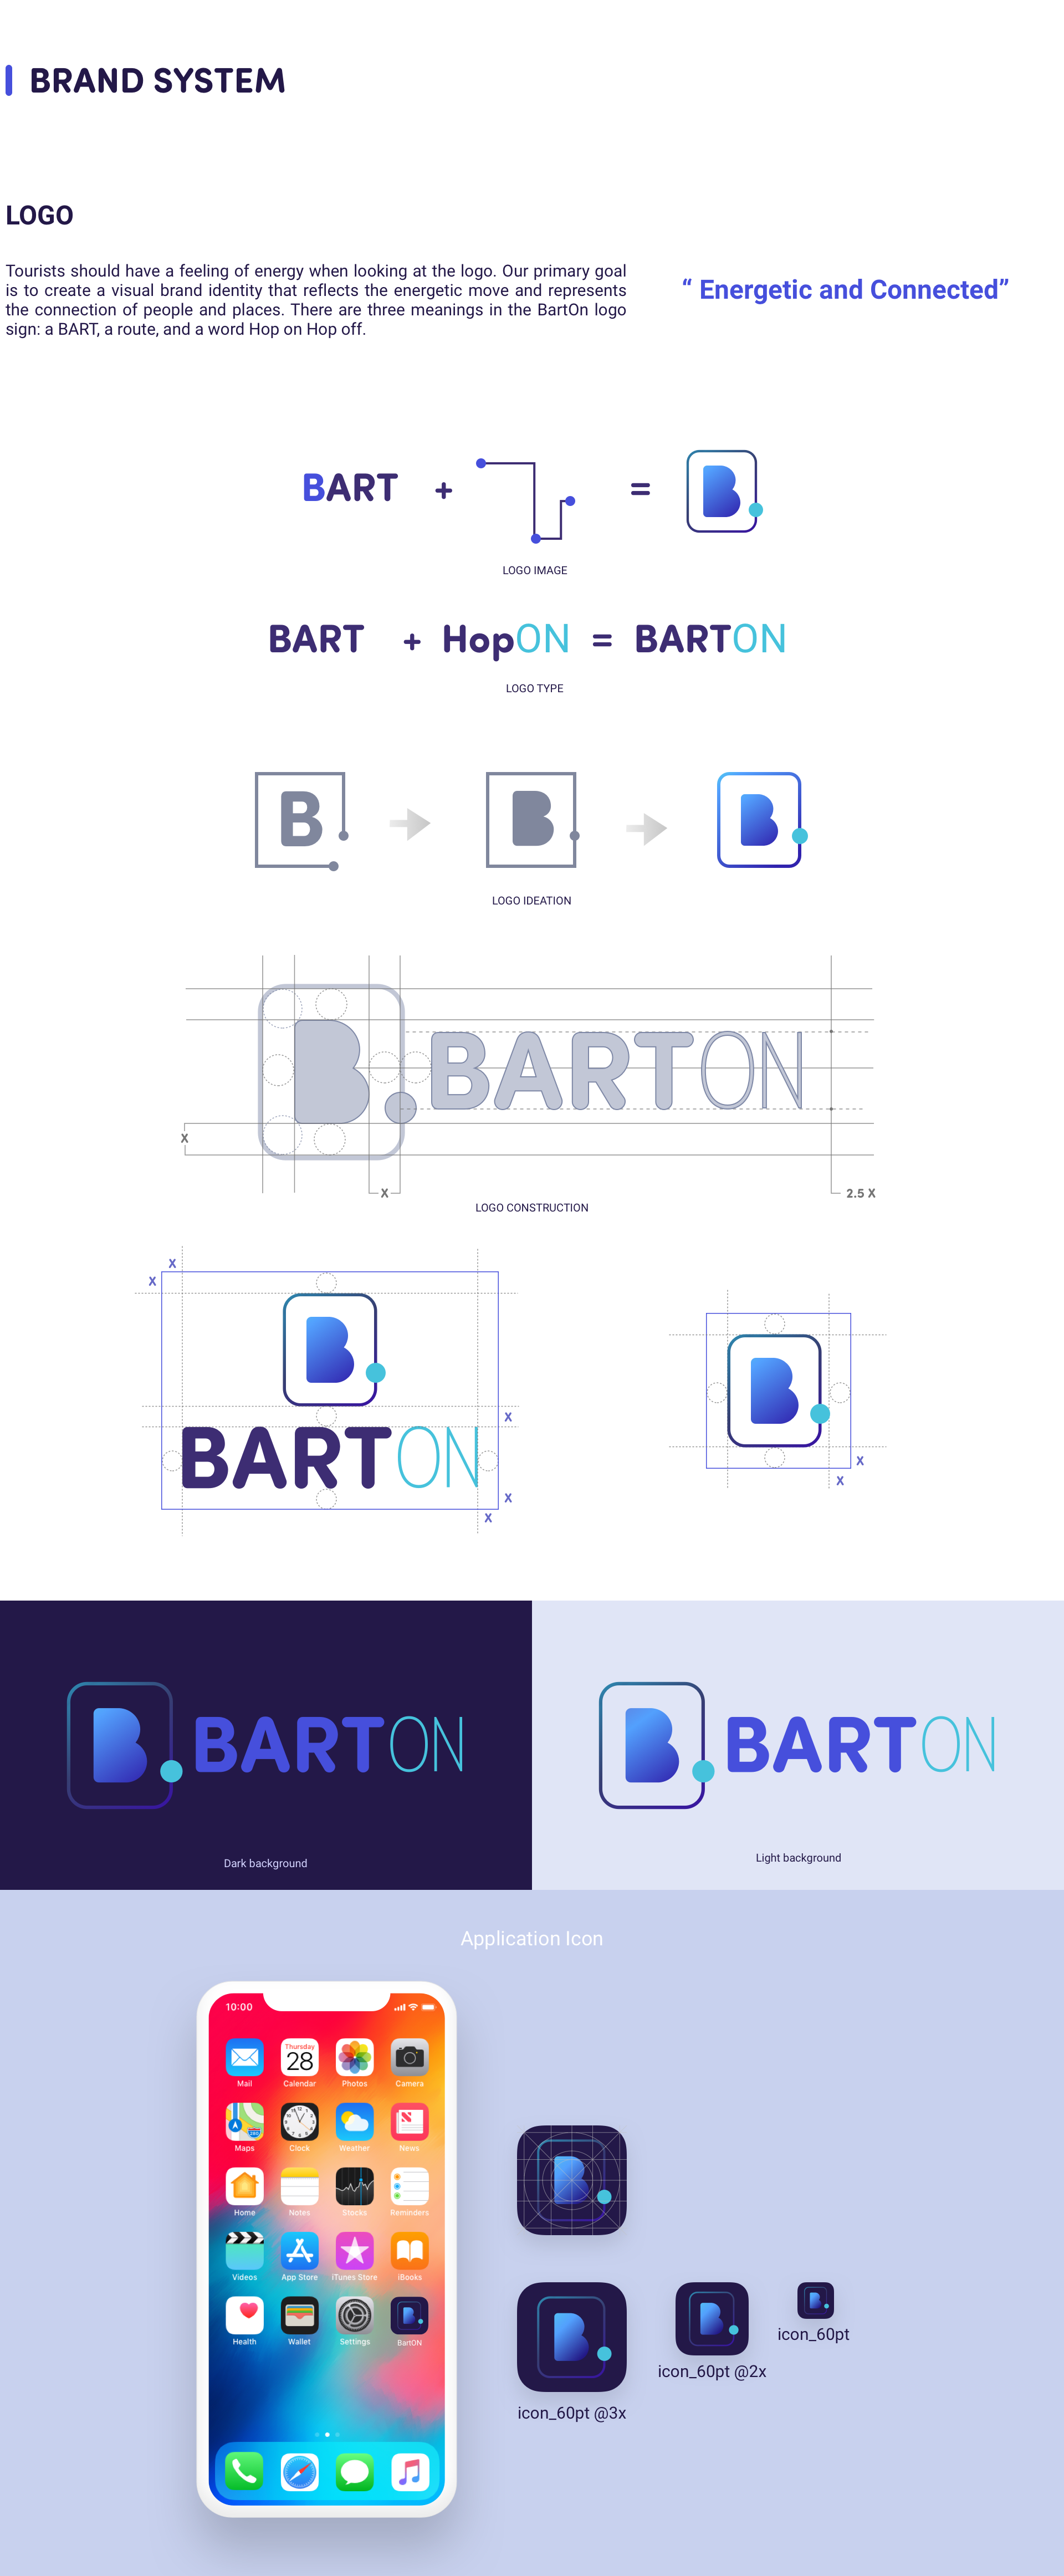 BRAND SYSTEM
LOGO
Tourists should have a feeling of energy when looking at the logo. Our primary goal
is to create a visual brand identity that reflects the energetic move and represents
the connection of people and places. There are three meanings in the BartOn logo
sign: a BART, a route, and a word Hop on Hop off.
“ Energetic and Connected”
BART + = B
LOGO IMAGE
BART + HopON = BARTON
LOGO TYPE
B B B
LOGO IDEATION
B BARTON
X
X
2.5 X
LOGO CONSTRUCTION
X
X
B
X
BARTON
X
X
B
X
X
B BARTON
Dark background
B BARTON
Light background
Application Icon
10:00
Thursday
28
Mail Calendar Photos Camera
12
Maps Clock Weather News
Home Notes Stocks Reminders
Videos App Store iTunes Store iBooks
B
Health Wallet Settings BartON
B
B B B
icon_60pt
icon_60pt @2x
icon_60pt @3x